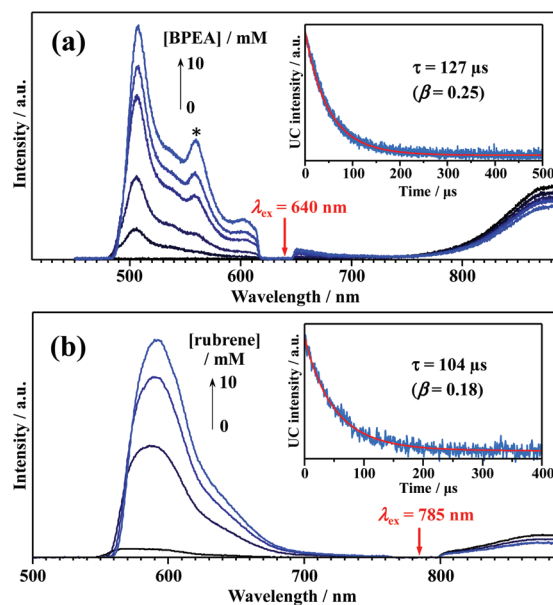 (a)
[BPEA] / mM
10
0
*
λex = 640 nm
Intensity / a.u.
500 600 700 800
Wavelength / nm
UC intensity / a.u.
τ = 127 μs
(β = 0.25)
0 100 200 300 400 500
Time / μs
(b)
[rubrene]
/ mM
10
0
λex = 785 nm
Intensity / a.u.
500 600 700 800
Wavelength / nm
UC intensity / a.u.
τ = 104 μs
(β = 0.18)
0 100 200 300 400
Time / μs